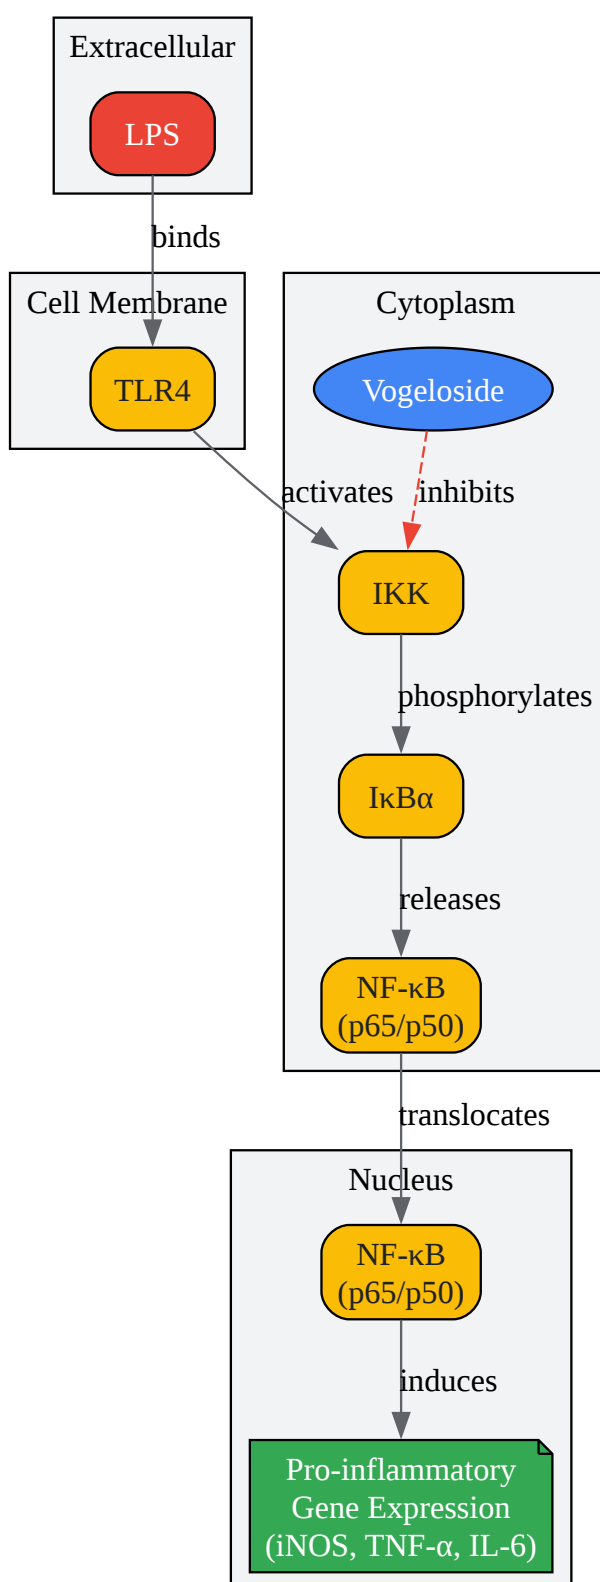 Extracellular
LPS
binds
Cell Membrane
TLR4
Cytoplasm
Vogeloside
activates
inhibits
IKK
phosphorylates
IκBα
releases
NF-κB
(p65/p50)
translocates
Nucleus
NF-κB
(p65/p50)
induces
Pro-inflammatory
Gene Expression
(iNOS, TNF-α, IL-6)